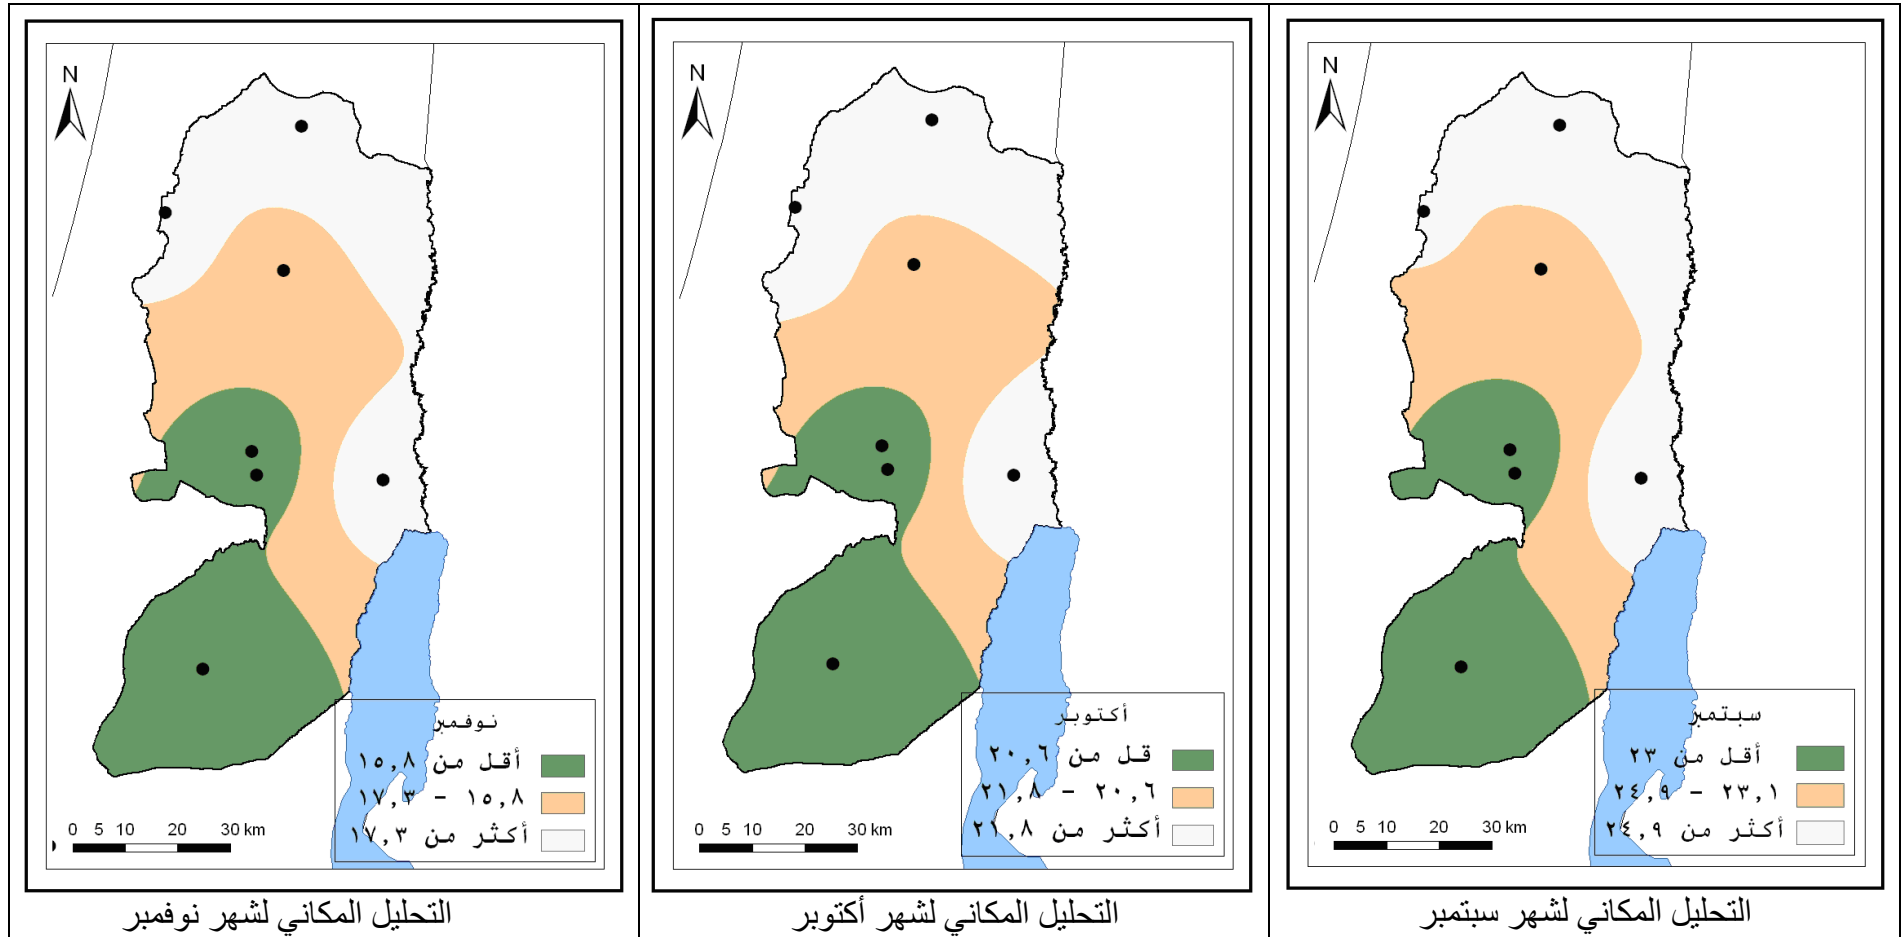 N
سبتمبر
أقل من ٢٣
٢٣,١ - ٢٤,٩
أكثر من ٢٤,٩
0 5 10 20 30 km
التحليل المكاني لشهر سبتمبر
N
أكتوبر
قل من ٢٠,٦
٢٠,٦ - ٢١,٨
أكثر من ٢١,٨
0 5 10 20 30 km
التحليل المكاني لشهر أكتوبر
N
نوفمبر
أقل من ١٥,٨
١٥,٨ - ١٧,٣
أكثر من ١٧,٣
0 5 10 20 30 km
التحليل المكاني لشهر نوفمبر